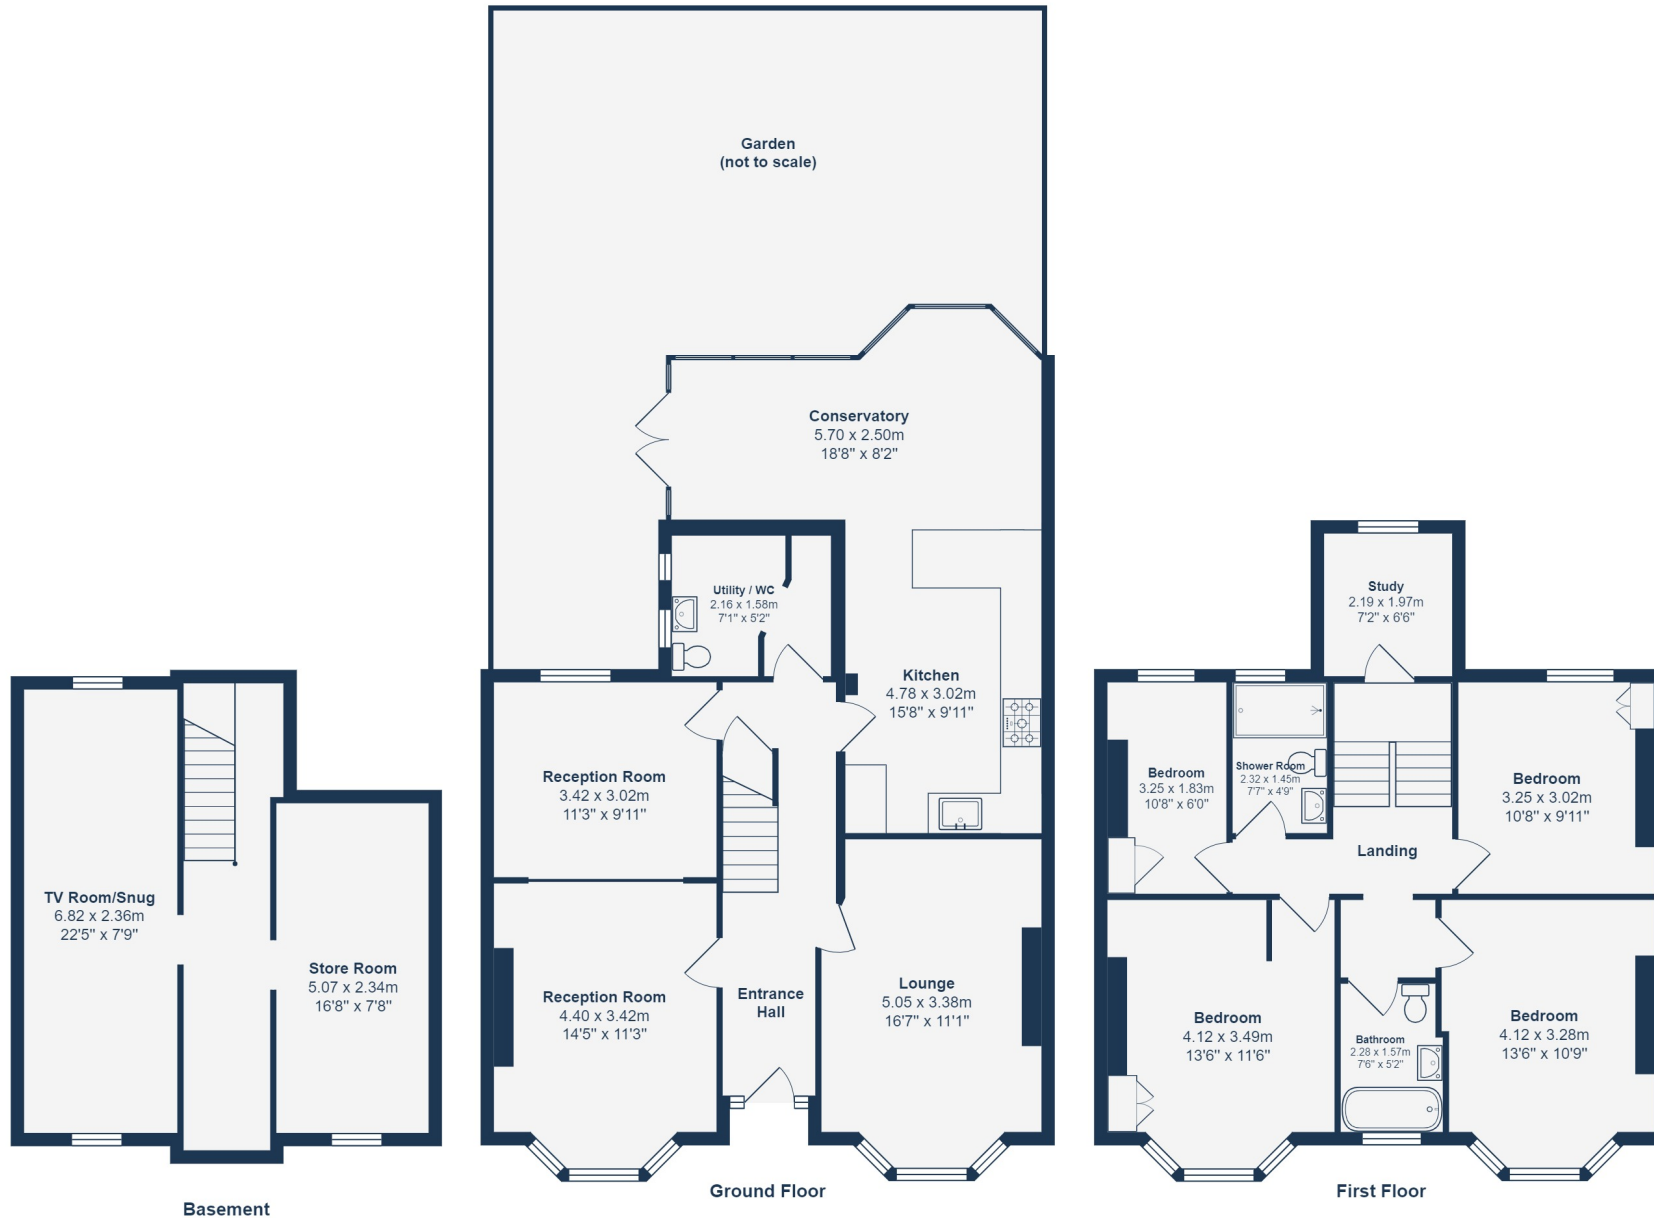 TV Room/Snug
6.82 x 2.36m
22'5" x 7'9"
Store Room
5.07 x 2.34m
16'8" x 7'8"
Basement
Garden
(not to scale)
Conservatory
5.70 x 2.50m
18'8" x 8'2"
Utility / WC
2.16 x 1.58m
7'1" x 5'2"
Kitchen
4.78 x 3.02m
15'8" x 9'11"
Reception Room
3.42 x 3.02m
11'3" x 9'11"
Reception Room
4.40 x 3.42m
14'5" x 11'3"
Entrance
Hall
Lounge
5.05 x 3.38m
16'7" x 11'1"
Ground Floor
Study
2.19 x 1.97m
7'2" x 6'6"
Bedroom
3.25 x 1.83m
10'8" x 6'0"
Shower Room
2.32 x 1.45m
7'7" x 4'9"
Bedroom
3.25 x 3.02m
10'8" x 9'11"
Landing
Bedroom
4.12 x 3.49m
13'6" x 11'6"
Bathroom
2.28 x 1.57m
7'6" x 5'2"
Bedroom
4.12 x 3.28m
13'6" x 10'9"
First Floor